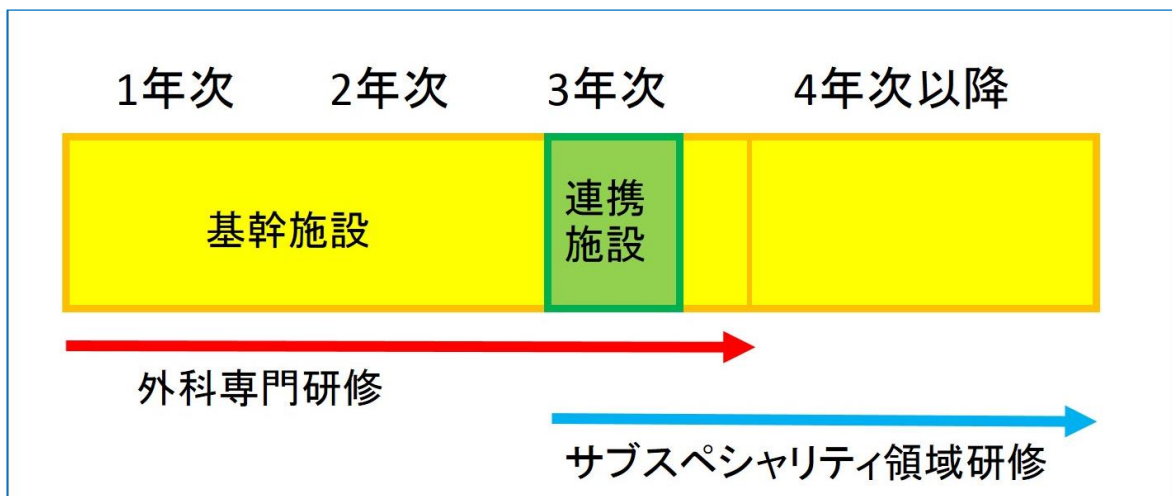 1年次 2年次 3年次 4年次以降
基幹施設
連携
施設
外科専門研修
サブスペシャリティ領域研修